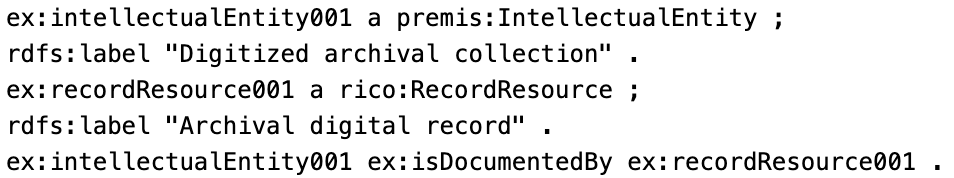 ex:intellectualEntity001 a premis:IntellectualEntity ;
rdfs:label "Digitized archival collection" .
ex:recordResource001 a rico:RecordResource ;
rdfs:label "Archival digital record" .
ex:intellectualEntity001 ex:isDocumentedBy ex:recordResource001 .